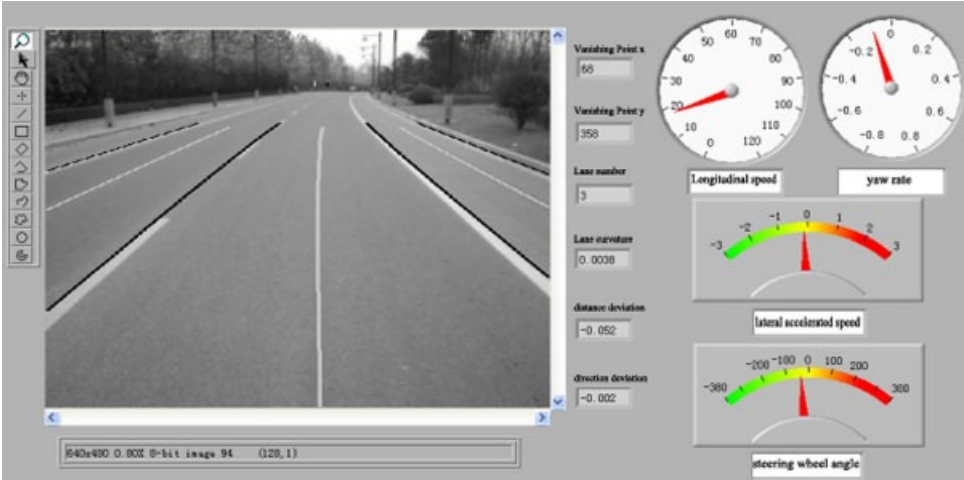 Vanishing Point x
68
Vanishing Point y
358
Lane number
3
Lane curvature
0.0038
distance deviation
-0.052
direction deviation
-0.002
0 10 20 30 40 50 60 70 80 90 100 110 120
Longitudinal speed
-0.8 -0.6 -0.4 -0.2 0 0.2 0.4 0.6 0.8
yaw rate
-3 -2 -1 0 1 2 3
lateral accelerated speed
-380 -200 -100 0 100 200 380
steering wheel angle
640x480 0.80X 8-bit image 94 (128,1)